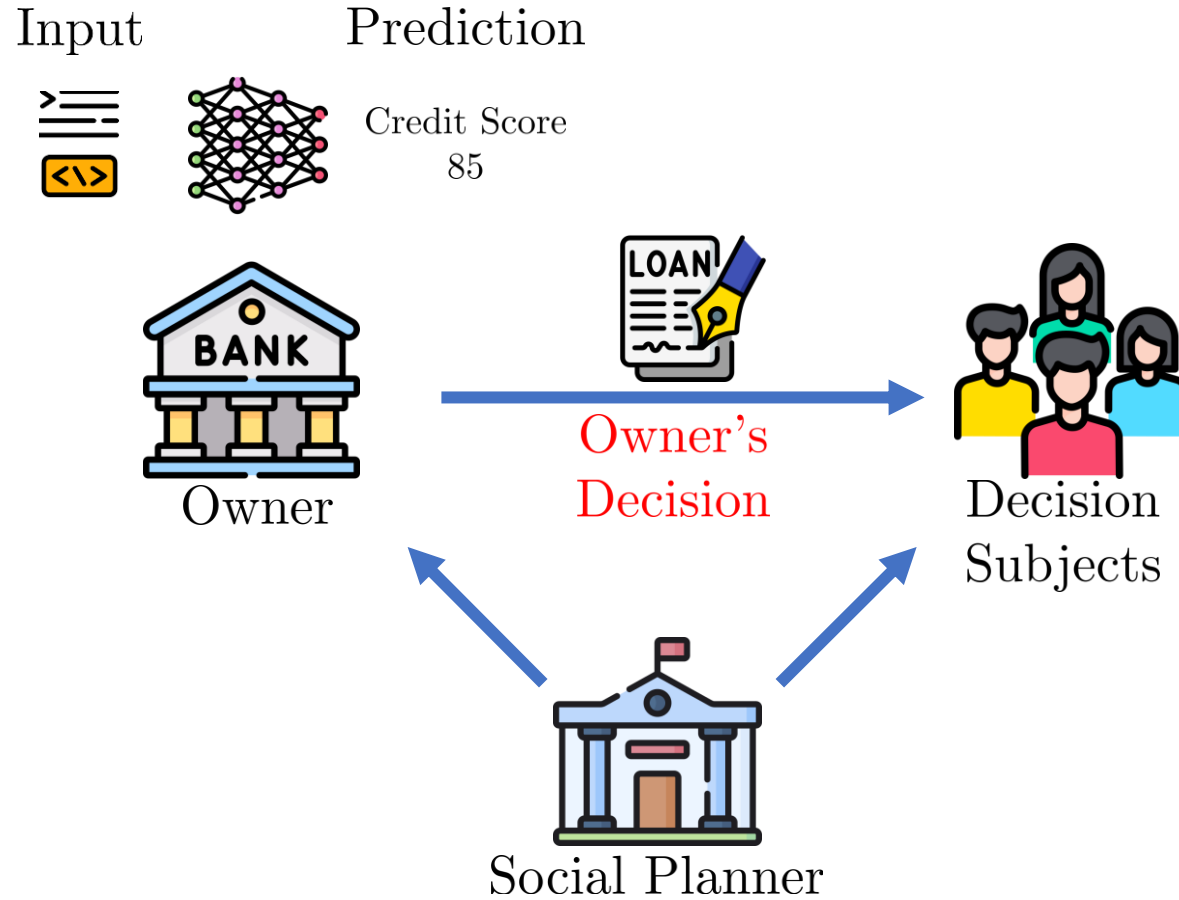 Input
Prediction
Credit Score
85
<\>
LOAN
BANK
Owner's
Decision
Owner
Decision
Subjects
Social Planner